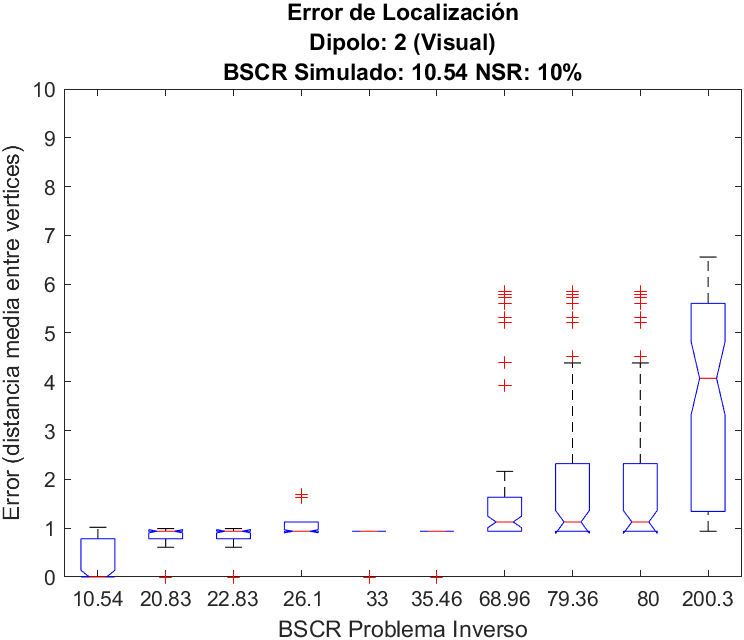 Error de Localización
Dipolo: 2 (Visual)
BSCR Simulado: 10.54 NSR: 10%
Error (distancia media entre vertices)
10
9
8
7
6
5
4
3
2
1
0
10.54 20.83 22.83 26.1 33 35.46 68.96 79.36 80 200.3
BSCR Problema Inverso